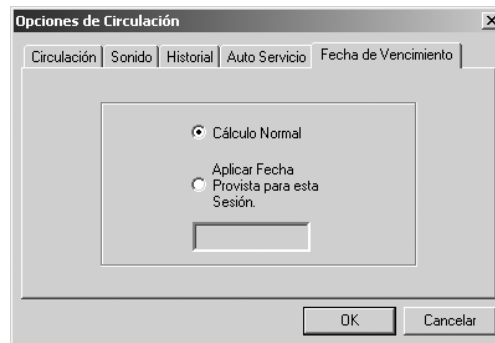 Opciones de Circulación
Circulación Sonido Historial Auto Servicio Fecha de Vencimiento
Cálculo Normal
Aplicar Fecha
Provista para esta
Sesión.
OK Cancelar